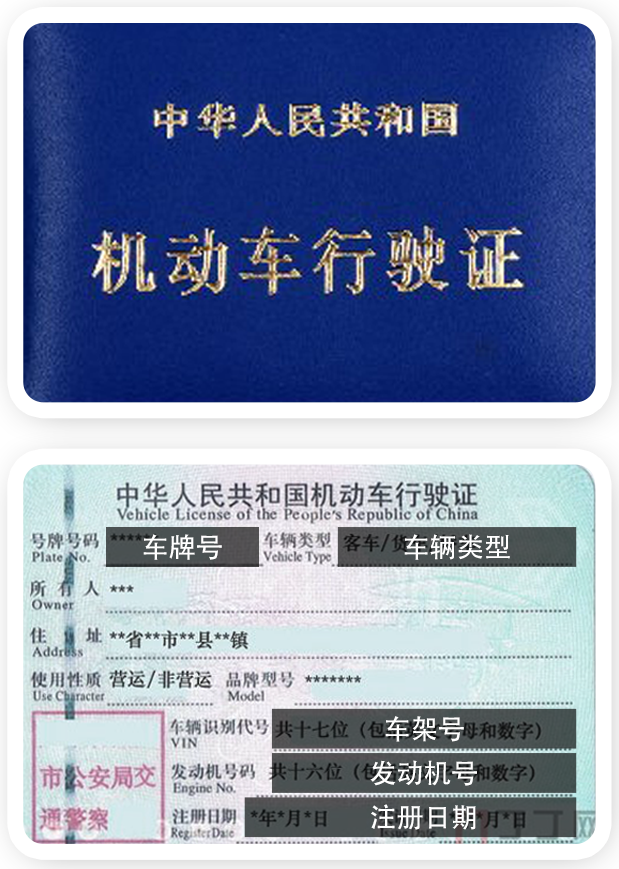 中华人民共和国
机动车行驶证
中华人民共和国机动车行驶证
Vehicle License of the People's Republic of China
号牌号码 ***** 车牌号 车辆类型 客车/货 车辆类型
Plate No. Vehicle Type
所有人 ***
Owner
住址 **省**市**县**镇
Address
使用性质 营运/非营运 品牌型号 *******
Use Character Model
车辆识别代号 共十七位（包 车架号 母和数字）
VIN
发动机号码 共十六位（包 发动机号 和数字）
Engine No.
注册日期 *年*月*日 注册日期 *月*日
Register Date Issue Date
市公安局交
通警察